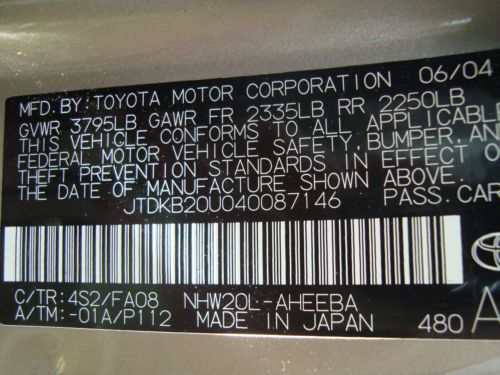 MFD. BY: TOYOTA MOTOR CORPORATION 06/04
GVWR 3795LB GAWR FR 2335LB RR 2250LB
THIS VEHICLE CONFORMS TO ALL APPLICABLE
FEDERAL MOTOR VEHICLE SAFETY, BUMPER, AN
THEFT PREVENTION STANDARDS IN EFFECT O
THE DATE OF MANUFACTURE SHOWN ABOVE.
JTDKB20U040087146 PASS. CAR
C/TR: 4S2/FA08 NHW20L-AHEEBA
A/TM: -01A/P112 MADE IN JAPAN 480 A